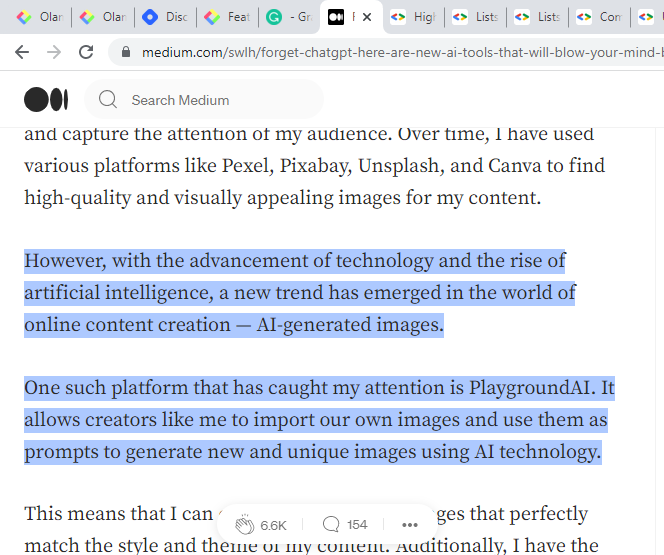 Olar
Olar
Disc
Feat
- Gr
F
High
Lists
Lists
Com
medium.com/swlh/forget-chatgpt-here-are-new-ai-tools-that-will-blow-your-mind-
Search Medium
and capture the attention of my audience. Over time, I have used
various platforms like Pexel, Pixabay, Unsplash, and Canva to find
high-quality and visually appealing images for my content.
However, with the advancement of technology and the rise of
artificial intelligence, a new trend has emerged in the world of
online content creation — AI-generated images.
One such platform that has caught my attention is PlaygroundAI. It
allows creators like me to import our own images and use them as
prompts to generate new and unique images using AI technology.
This means that I can ges that perfectly
6.6K 154
match the style and theme of my content. Additionally, I have the